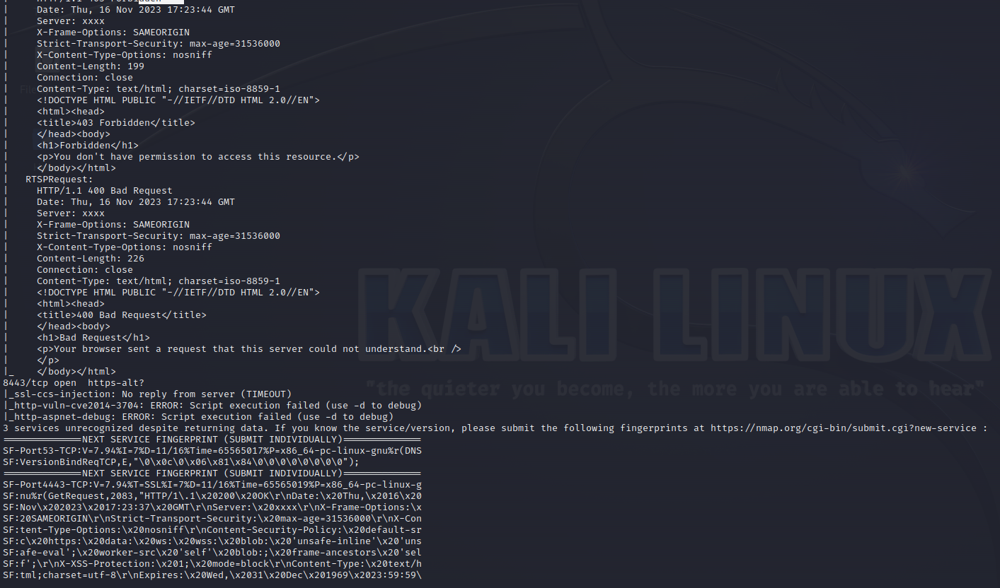 |     HTTP/1.1 403 Forbidden
|     Date: Thu, 16 Nov 2023 17:23:44 GMT
|     Server: xxxx
|     X-Frame-Options: SAMEORIGIN
|     Strict-Transport-Security: max-age=31536000
|     X-Content-Type-Options: nosniff
|     Content-Length: 199
|     Connection: close
|     Content-Type: text/html; charset=iso-8859-1
|     <!DOCTYPE HTML PUBLIC "-//IETF//DTD HTML 2.0//EN">
|     <html><head>
|     <title>403 Forbidden</title>
|     </head><body>
|     <h1>Forbidden</h1>
|     <p>You don't have permission to access this resource.</p>
|     </body></html>
|   RTSPRequest:
|     HTTP/1.1 400 Bad Request
|     Date: Thu, 16 Nov 2023 17:23:44 GMT
|     Server: xxxx
|     X-Frame-Options: SAMEORIGIN
|     Strict-Transport-Security: max-age=31536000
|     X-Content-Type-Options: nosniff
|     Content-Length: 226
|     Connection: close
|     Content-Type: text/html; charset=iso-8859-1
|     <!DOCTYPE HTML PUBLIC "-//IETF//DTD HTML 2.0//EN">
|     <html><head>
|     <title>400 Bad Request</title>
|     </head><body>
|     <h1>Bad Request</h1>
|     <p>Your browser sent a request that this server could not understand.<br />
|     </p>
|_    </body></html>
8443/tcp open  https-alt?
|_ssl-ccs-injection: No reply from server (TIMEOUT)
|_http-vuln-cve2014-3704: ERROR: Script execution failed (use -d to debug)
|_http-aspnet-debug: ERROR: Script execution failed (use -d to debug)
3 services unrecognized despite returning data. If you know the service/version, please submit the following fingerprints at https://nmap.org/cgi-bin/submit.cgi?new-service :
==============NEXT SERVICE FINGERPRINT (SUBMIT INDIVIDUALLY)==============
SF-Port53-TCP:V=7.94%I=7%D=11/16%Time=65565017%P=x86_64-pc-linux-gnu%r(DNS
SF:VersionBindReqTCP,E,"\0\x0c\0\x06\x81\x84\0\0\0\0\0\0\0\0");
==============NEXT SERVICE FINGERPRINT (SUBMIT INDIVIDUALLY)==============
SF-Port4443-TCP:V=7.94%T=SSL%I=7%D=11/16%Time=65565019%P=x86_64-pc-linux-g
SF:nu%r(GetRequest,2083,"HTTP/1\.1\x20200\x20OK\r\nDate:\x20Thu,\x2016\x20
SF:Nov\x202023\x2017:23:37\x20GMT\r\nServer:\x20xxxx\r\nX-Frame-Options:\x
SF:20SAMEORIGIN\r\nStrict-Transport-Security:\x20max-age=31536000\r\nX-Con
SF:tent-Type-Options:\x20nosniff\r\nContent-Security-Policy:\x20default-sr
SF:c\x20https:\x20data:\x20ws:\x20wss:\x20blob:\x20'unsafe-inline'\x20'uns
SF:afe-eval';\x20worker-src\x20'self'\x20blob:;\x20frame-ancestors\x20'sel
SF:f';\r\nX-XSS-Protection:\x201;\x20mode=block\r\nContent-Type:\x20text/h
SF:tml;charset=utf-8\r\nExpires:\x20Wed,\x2031\x20Dec\x201969\x2023:59:59\
KALI LINUX
"the quieter you become, the more you are able to hear"